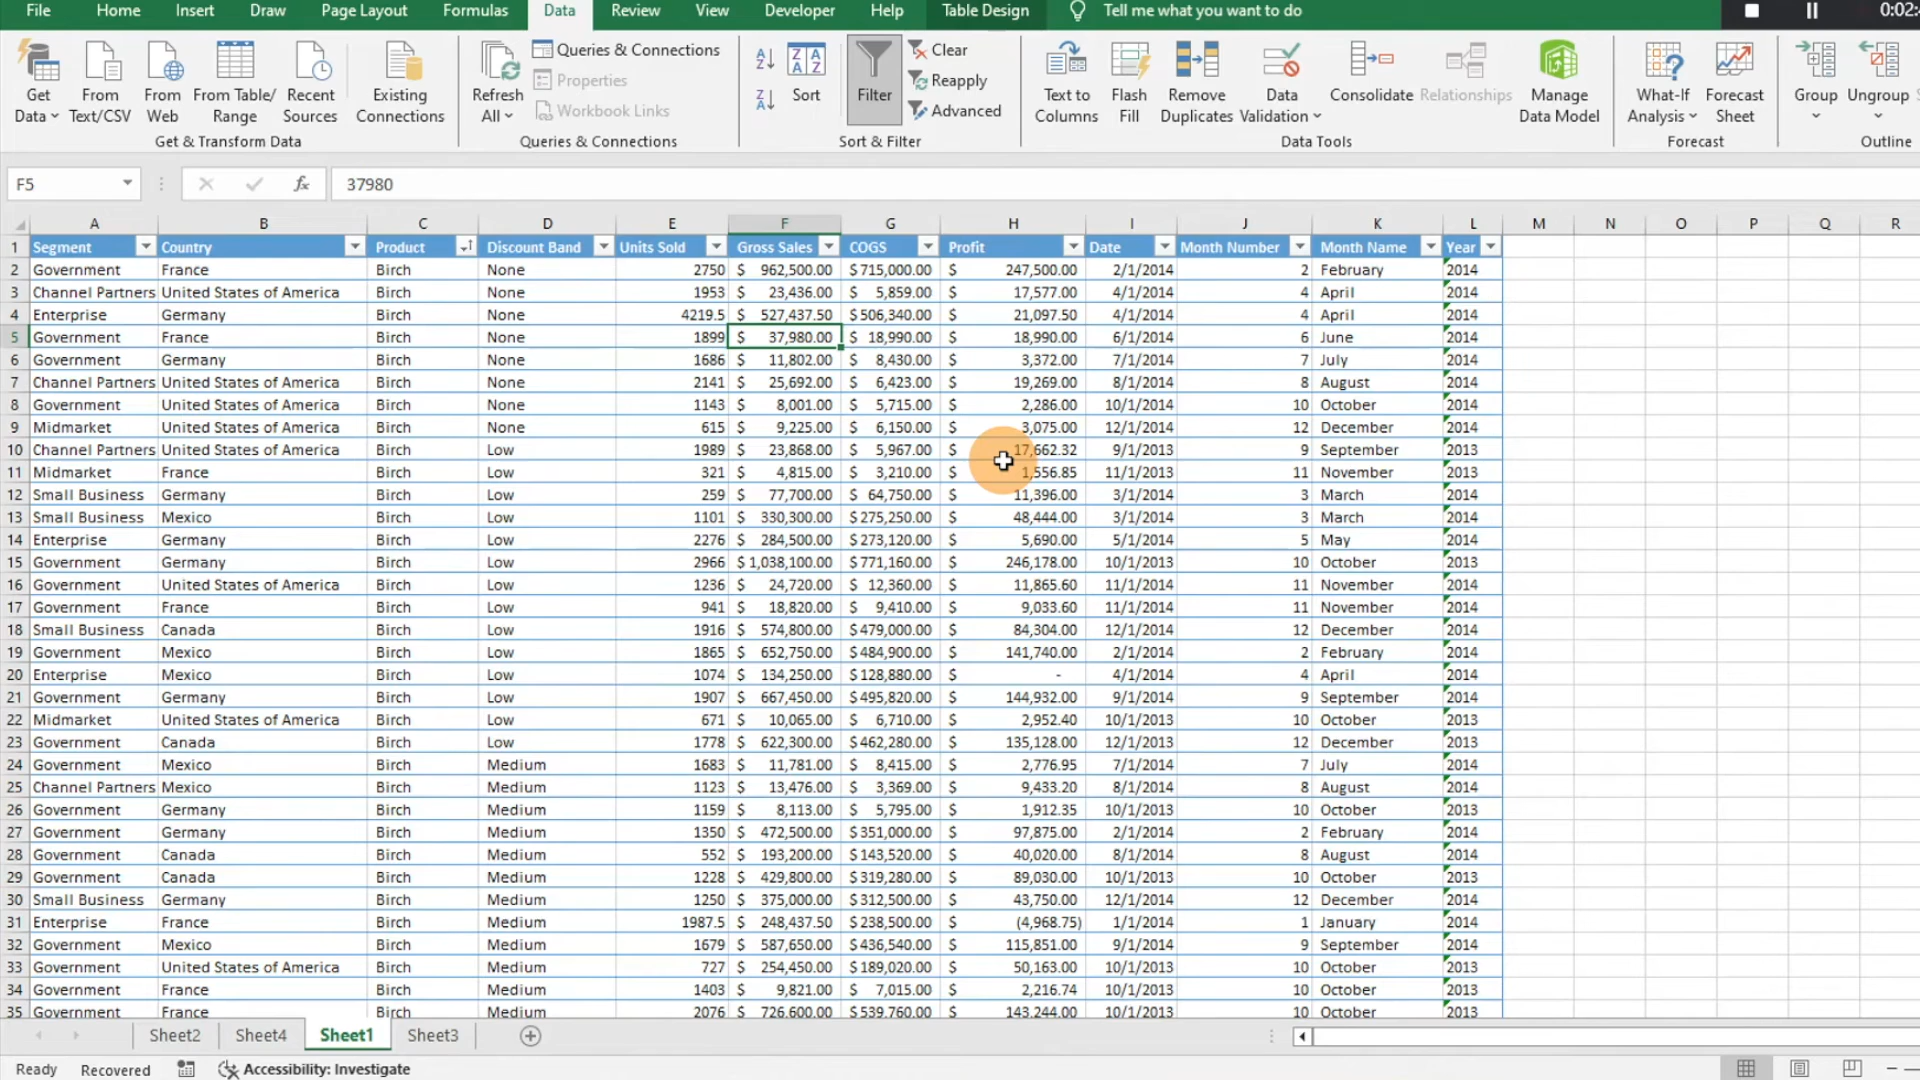 File Home Insert Draw Page Layout Formulas Data Review View Developer Help Table Design Tell me what you want to do
Get Data From Text/CSV From Web From Table/ Range Recent Sources Existing Connections
Get & Transform Data
Refresh All Queries & Connections Properties Workbook Links
Queries & Connections
Sort Filter Clear Reapply Advanced
Sort & Filter
Text to Columns Flash Fill Remove Duplicates Data Validation Consolidate Relationships Manage Data Model
Data Tools
What-If Analysis Forecast Sheet
Forecast
Group Ungroup
Outline
F5 fx 37980
A B C D E F G H I J K L M N O P Q R
1 Segment Country Product Discount Band Units Sold Gross Sales COGS Profit Date Month Number Month Name Year
2 Government France Birch None 2750 $ 962,500.00 $715,000.00 $ 247,500.00 2/1/2014 2 February 2014
3 Channel Partners United States of America Birch None 1953 $ 23,436.00 $ 5,859.00 $ 17,577.00 4/1/2014 4 April 2014
4 Enterprise Germany Birch None 4219.5 $ 527,437.50 $506,340.00 $ 21,097.50 4/1/2014 4 April 2014
5 Government France Birch None 1899 $ 37,980.00 $ 18,990.00 $ 18,990.00 6/1/2014 6 June 2014
6 Government Germany Birch None 1686 $ 11,802.00 $ 8,430.00 $ 3,372.00 7/1/2014 7 July 2014
7 Channel Partners United States of America Birch None 2141 $ 25,692.00 $ 6,423.00 $ 19,269.00 8/1/2014 8 August 2014
8 Government United States of America Birch None 1143 $ 8,001.00 $ 5,715.00 $ 2,286.00 10/1/2014 10 October 2014
9 Midmarket United States of America Birch None 615 $ 9,225.00 $ 6,150.00 $ 3,075.00 12/1/2014 12 December 2014
10 Channel Partners United States of America Birch Low 1989 $ 23,868.00 $ 5,967.00 $ 17,662.32 9/1/2013 9 September 2013
11 Midmarket France Birch Low 321 $ 4,815.00 $ 3,210.00 $ 1,556.85 11/1/2013 11 November 2013
12 Small Business Germany Birch Low 259 $ 77,700.00 $ 64,750.00 $ 11,396.00 3/1/2014 3 March 2014
13 Small Business Mexico Birch Low 1101 $ 330,300.00 $275,250.00 $ 48,444.00 3/1/2014 3 March 2014
14 Enterprise Germany Birch Low 2276 $ 284,500.00 $273,120.00 $ 5,690.00 5/1/2014 5 May 2014
15 Government Germany Birch Low 2966 $ 1,038,100.00 $771,160.00 $ 246,178.00 10/1/2013 10 October 2013
16 Government United States of America Birch Low 1236 $ 24,720.00 $ 12,360.00 $ 11,865.60 11/1/2014 11 November 2014
17 Government France Birch Low 941 $ 18,820.00 $ 9,410.00 $ 9,033.60 11/1/2014 11 November 2014
18 Small Business Canada Birch Low 1916 $ 574,800.00 $479,000.00 $ 84,304.00 12/1/2014 12 December 2014
19 Government Mexico Birch Low 1865 $ 652,750.00 $484,900.00 $ 141,740.00 2/1/2014 2 February 2014
20 Enterprise Mexico Birch Low 1074 $ 134,250.00 $128,880.00 $ - 4/1/2014 4 April 2014
21 Government Germany Birch Low 1907 $ 667,450.00 $495,820.00 $ 144,932.00 9/1/2014 9 September 2014
22 Midmarket United States of America Birch Low 671 $ 10,065.00 $ 6,710.00 $ 2,952.40 10/1/2013 10 October 2013
23 Government Canada Birch Low 1778 $ 622,300.00 $462,280.00 $ 135,128.00 12/1/2013 12 December 2013
24 Government Mexico Birch Medium 1683 $ 11,781.00 $ 8,415.00 $ 2,776.95 7/1/2014 7 July 2014
25 Channel Partners Mexico Birch Medium 1123 $ 13,476.00 $ 3,369.00 $ 9,433.20 8/1/2014 8 August 2014
26 Government Germany Birch Medium 1159 $ 8,113.00 $ 5,795.00 $ 1,912.35 10/1/2013 10 October 2013
27 Government Germany Birch Medium 1350 $ 472,500.00 $351,000.00 $ 97,875.00 2/1/2014 2 February 2014
28 Government Canada Birch Medium 552 $ 193,200.00 $143,520.00 $ 40,020.00 8/1/2014 8 August 2014
29 Government Canada Birch Medium 1228 $ 429,800.00 $319,280.00 $ 89,030.00 10/1/2013 10 October 2013
30 Small Business Germany Birch Medium 1250 $ 375,000.00 $312,500.00 $ 43,750.00 12/1/2014 12 December 2014
31 Enterprise France Birch Medium 1987.5 $ 248,437.50 $238,500.00 $ (4,968.75) 1/1/2014 1 January 2014
32 Government Mexico Birch Medium 1679 $ 587,650.00 $436,540.00 $ 115,851.00 9/1/2014 9 September 2014
33 Government United States of America Birch Medium 727 $ 254,450.00 $189,020.00 $ 50,163.00 10/1/2013 10 October 2013
34 Government France Birch Medium 1403 $ 9,821.00 $ 7,015.00 $ 2,216.74 10/1/2013 10 October 2013
35 Government France Birch Medium 2076 $ 726,600.00 $539,760.00 $ 143,244.00 10/1/2013 10 October 2013
Sheet2 Sheet4 Sheet1 Sheet3
Ready Recovered Accessibility: Investigate